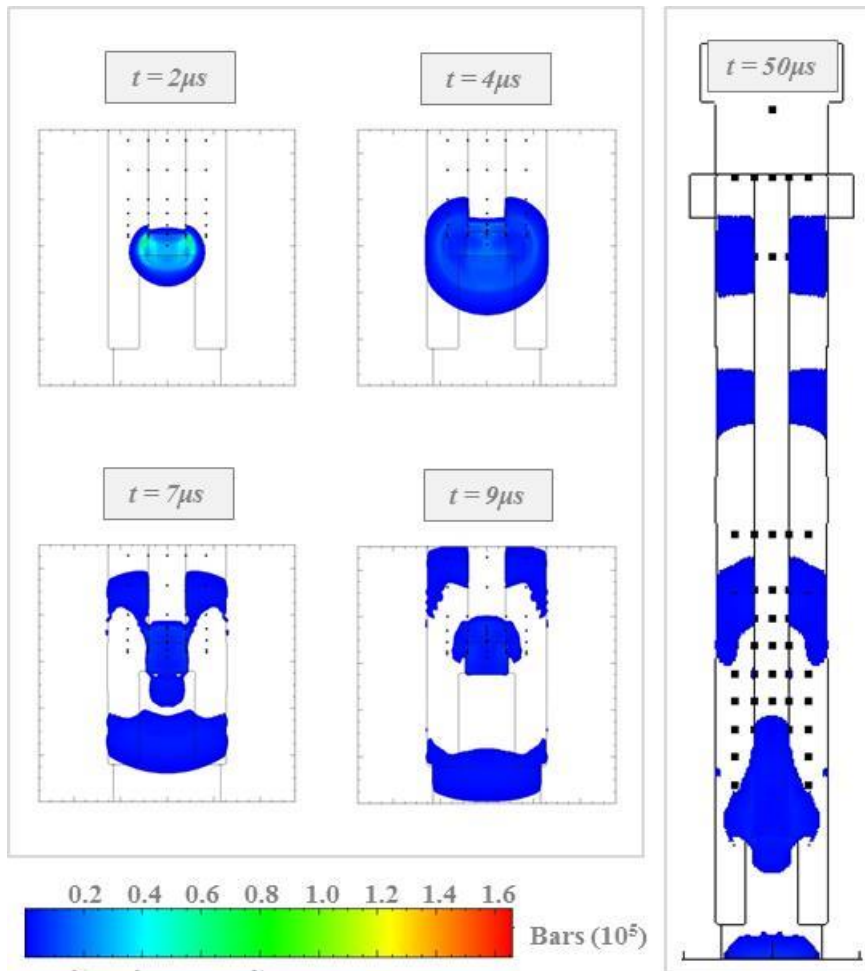 t = 2μs
t = 4μs
t = 50μs
t = 7μs
t = 9μs
0.2 0.4 0.6 0.8 1.0 1.2 1.4 1.6
Bars (10⁵)